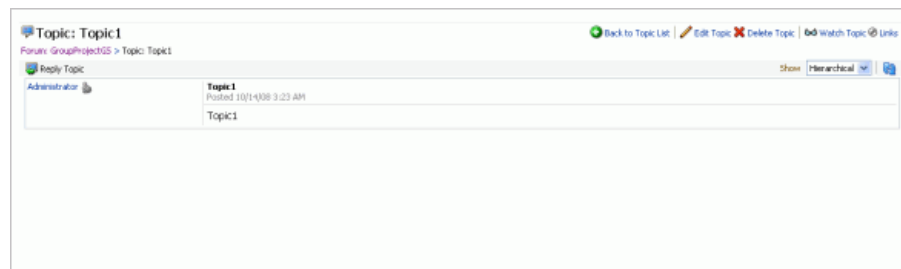 Topic: Topic1
Back to Topic List | Edit Topic Delete Topic | Watch Topic Links
Forum: GroupProjectGS > Topic: Topic1
Reply Topic Show Hierarchical
Administrator Topic1
Posted 10/14/08 3:23 AM
Topic1